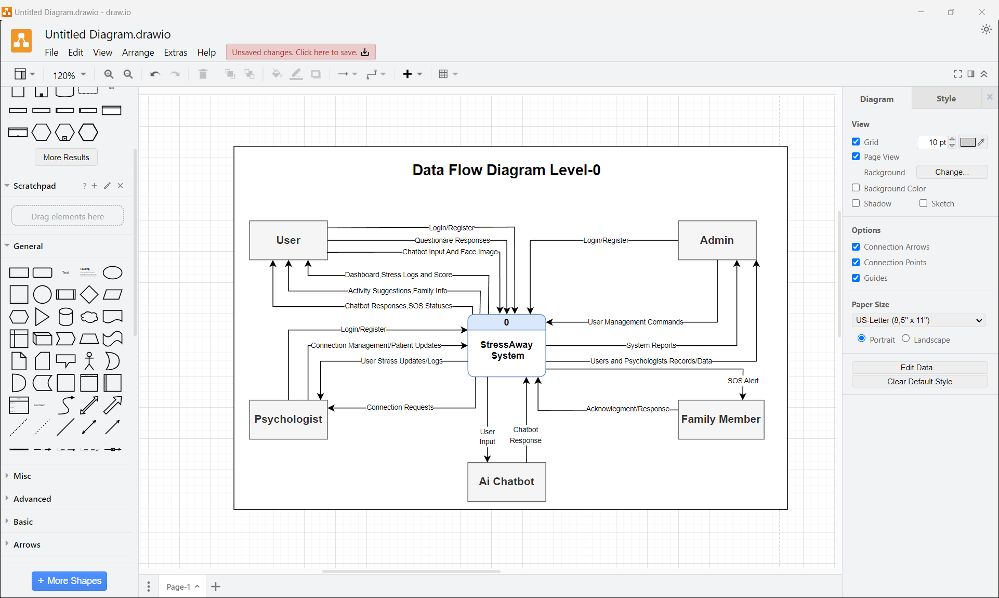 Untitled Diagram.drawio - draw.io
Untitled Diagram.drawio
File Edit View Arrange Extras Help
Unsaved changes. Click here to save.
120%
Text
More Results
Scratchpad
?
Drag elements here
General
Text
Heading
List Item
Misc
Advanced
Basic
Arrows
+ More Shapes
Data Flow Diagram Level-0
User
Admin
Login/Register
Questionare Responses
Chatbot Input And Face Image
Login/Register
Dashboard,Stress Logs and Score
Activity Suggestions,Family Info
Chatbot Responses,SOS Statuses
0
StressAway
System
User Management Commands
Login/Register
Connection Management/Patient Updates
System Reports
User Stress Updates/Logs
Users and Psychologists Records/Data
SOS Alert
Connection Requests
Acknowlegment/Response
Psychologist
Family Member
User
Input
Chatbot
Response
Ai Chatbot
Page-1
Diagram
Style
View
Grid
10 pt
Page View
Background
Change...
Background Color
Shadow
Sketch
Options
Connection Arrows
Connection Points
Guides
Paper Size
US-Letter (8,5" x 11")
Portrait
Landscape
Edit Data...
Clear Default Style